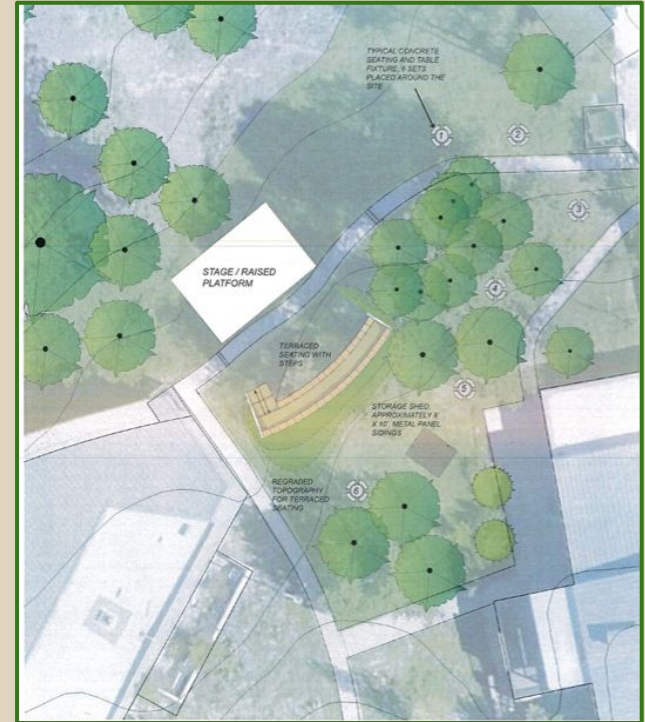 TYPICAL CONCRETE
SEATING AND TABLE
FIXTURE, 6 SETS
PLACED AROUND THE
SITE
1
2
3
STAGE / RAISED
PLATFORM
4
TERRACED
SEATING WITH
STEPS
5
STORAGE SHED
APPROXIMATELY 8'
X 10', METAL PANEL
SIDINGS
REGRADED
TOPOGRAPHY
FOR TERRACED
SEATING
6